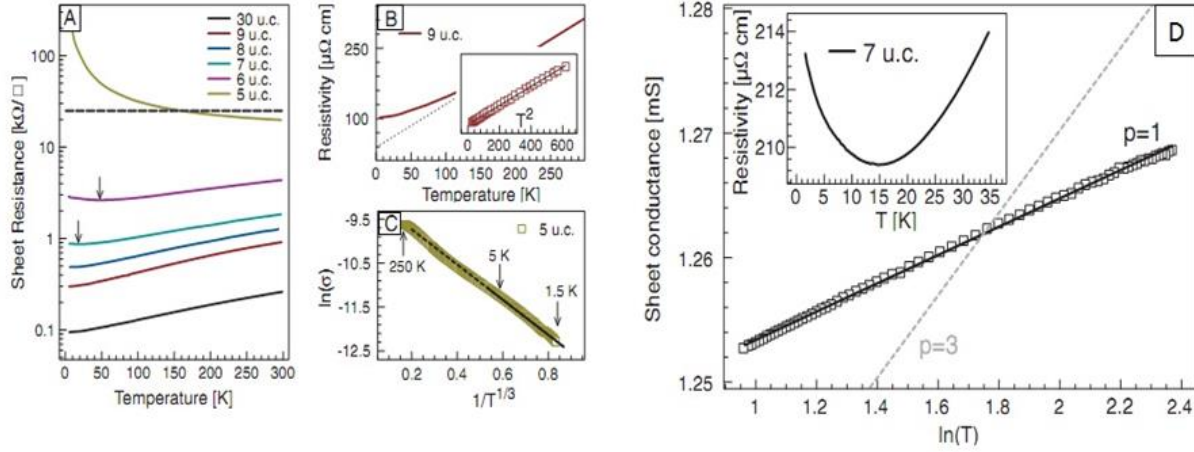 A
30 u.c.
9 u.c.
8 u.c.
7 u.c.
6 u.c.
5 u.c.
100
10
1
0.1
Sheet Resistance [kΩ/ □]
0 50 100 150 200 250 300
Temperature [K]
B
9 u.c.
250
100
Resistivity [μΩ cm]
T²
0 200 400 600
0 50 100 150 200 250
Temperature [K]
C
5 u.c.
-9.5
-10.5
-11.5
-12.5
ln(σ)
250 K
5 K
1.5 K
0.0 0.2 0.4 0.6 0.8
1/T^1/3
D
1.28
1.27
1.26
1.25
Sheet conductance [mS]
7 u.c.
214
212
210
Resistivity [μΩ cm]
0 5 10 15 20 25 30 35
T [K]
p=1
p=3
1 1.2 1.4 1.6 1.8 2 2.2 2.4
ln(T)